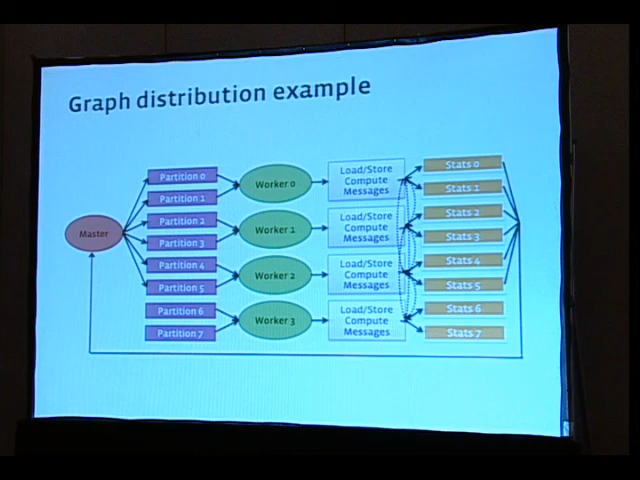 Graph distribution example
Master
Partition 0
Partition 1
Partition 2
Partition 3
Partition 4
Partition 5
Partition 6
Partition 7
Worker 0
Worker 1
Worker 2
Worker 3
Load/Store
Compute
Messages
Load/Store
Compute
Messages
Load/Store
Compute
Messages
Load/Store
Compute
Messages
Stats 0
Stats 1
Stats 2
Stats 3
Stats 4
Stats 5
Stats 6
Stats 7